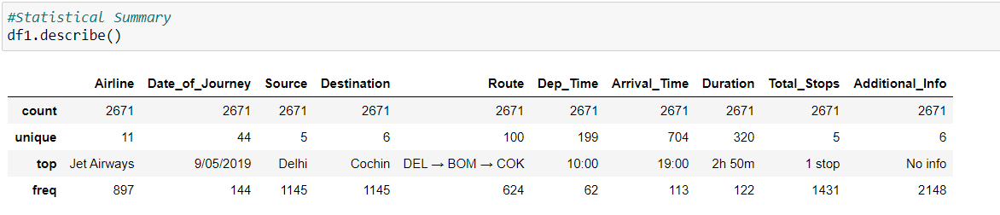 #Statistical Summary
df1.describe()
Airline Date_of_Journey Source Destination Route Dep_Time Arrival_Time Duration Total_Stops Additional_Info
count 2671 2671 2671 2671 2671 2671 2671 2671 2671 2671
unique 11 44 5 6 100 199 704 320 5 6
top Jet Airways 9/05/2019 Delhi Cochin DEL → BOM → COK 10:00 19:00 2h 50m 1 stop No info
freq 897 144 1145 1145 624 62 113 122 1431 2148